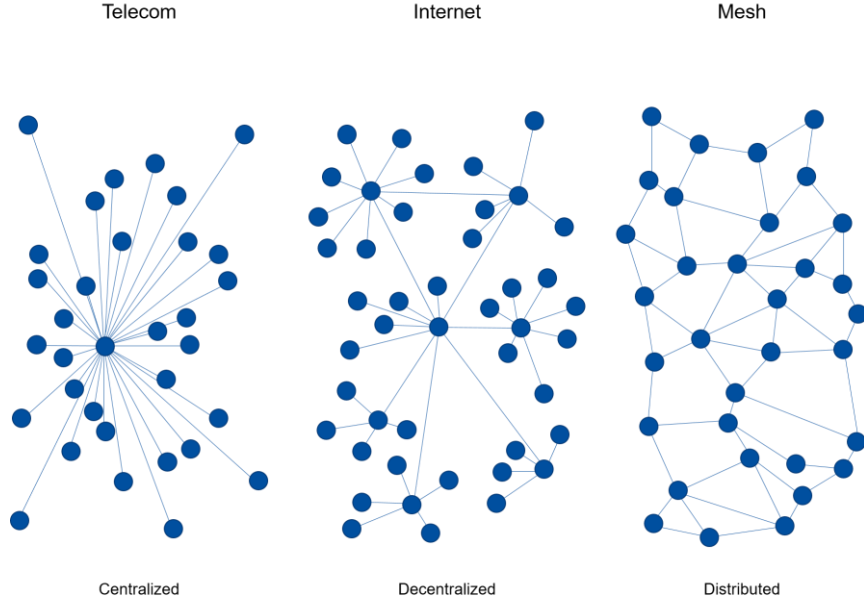 Telecom
Internet
Mesh
Centralized
Decentralized
Distributed